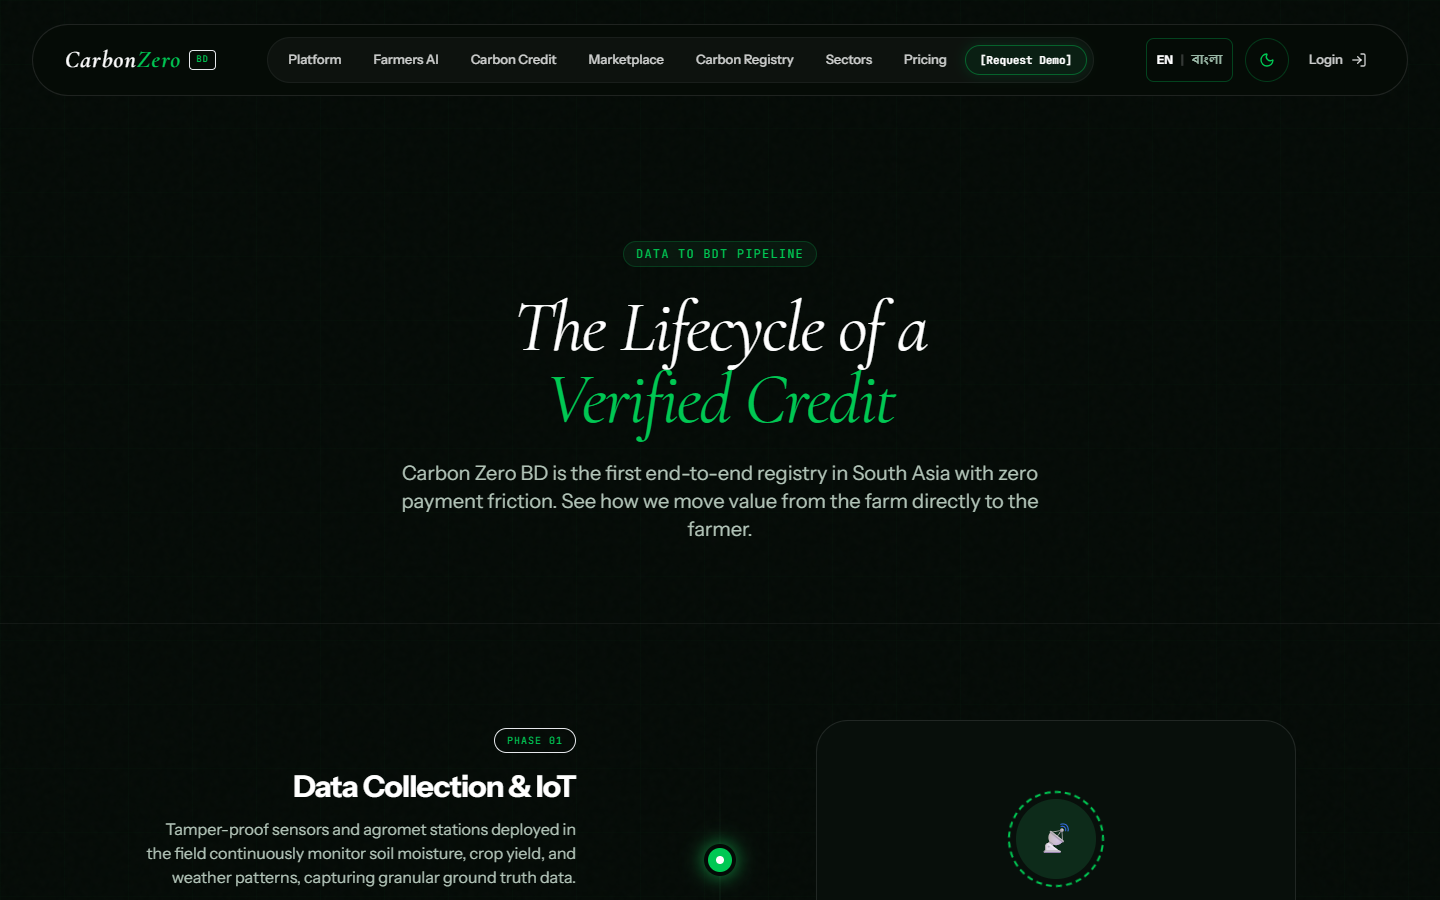 CarbonZero BD
Platform Farmers AI Carbon Credit Marketplace Carbon Registry Sectors Pricing [Request Demo]
EN | বাংলা
Login
DATA TO BDT PIPELINE
The Lifecycle of a
Verified Credit
Carbon Zero BD is the first end-to-end registry in South Asia with zero
payment friction. See how we move value from the farm directly to the
farmer.
PHASE 01
Data Collection & IoT
Tamper-proof sensors and agromet stations deployed in
the field continuously monitor soil moisture, crop yield, and
weather patterns, capturing granular ground truth data.